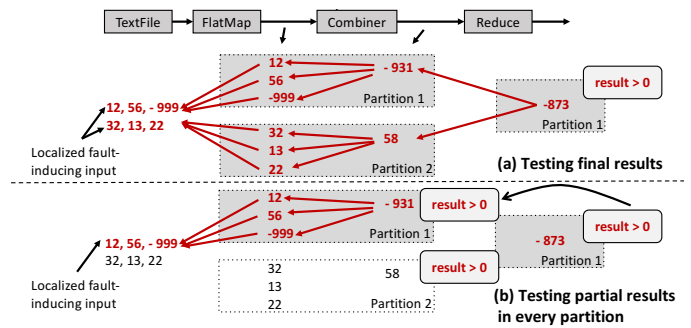 TextFile FlatMap Combiner Reduce
12 - 931
56
-999
Partition 1
12, 56, - 999
32, 13, 22
Localized fault-
inducing input
32 58
13
22
Partition 2
result > 0
-873
Partition 1
(a) Testing final results
12 - 931
56
-999
Partition 1
result > 0
12, 56, - 999
32, 13, 22
Localized fault-
inducing input
32 58
13
22
Partition 2
result > 0
result > 0
- 873
Partition 1
(b) Testing partial results
in every partition